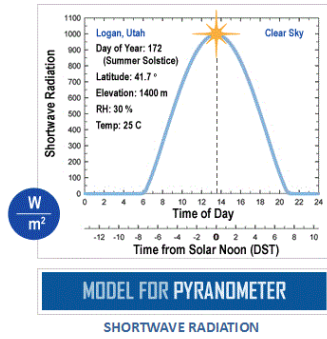 1100
1000
900
800
700
600
500
400
300
200
100
0
Shortwave Radiation
Logan, Utah
Clear Sky
Day of Year: 172
(Summer Solstice)
Latitude: 41.7 °
Elevation: 1400 m
RH: 30 %
Temp: 25 C
W
m²
0 2 4 6 8 10 12 14 16 18 20 22 24
Time of Day
-12 -10 -8 -6 -4 -2 0 2 4 6 8 10
Time from Solar Noon (DST)
MODEL FOR PYRANOMETER
SHORTWAVE RADIATION